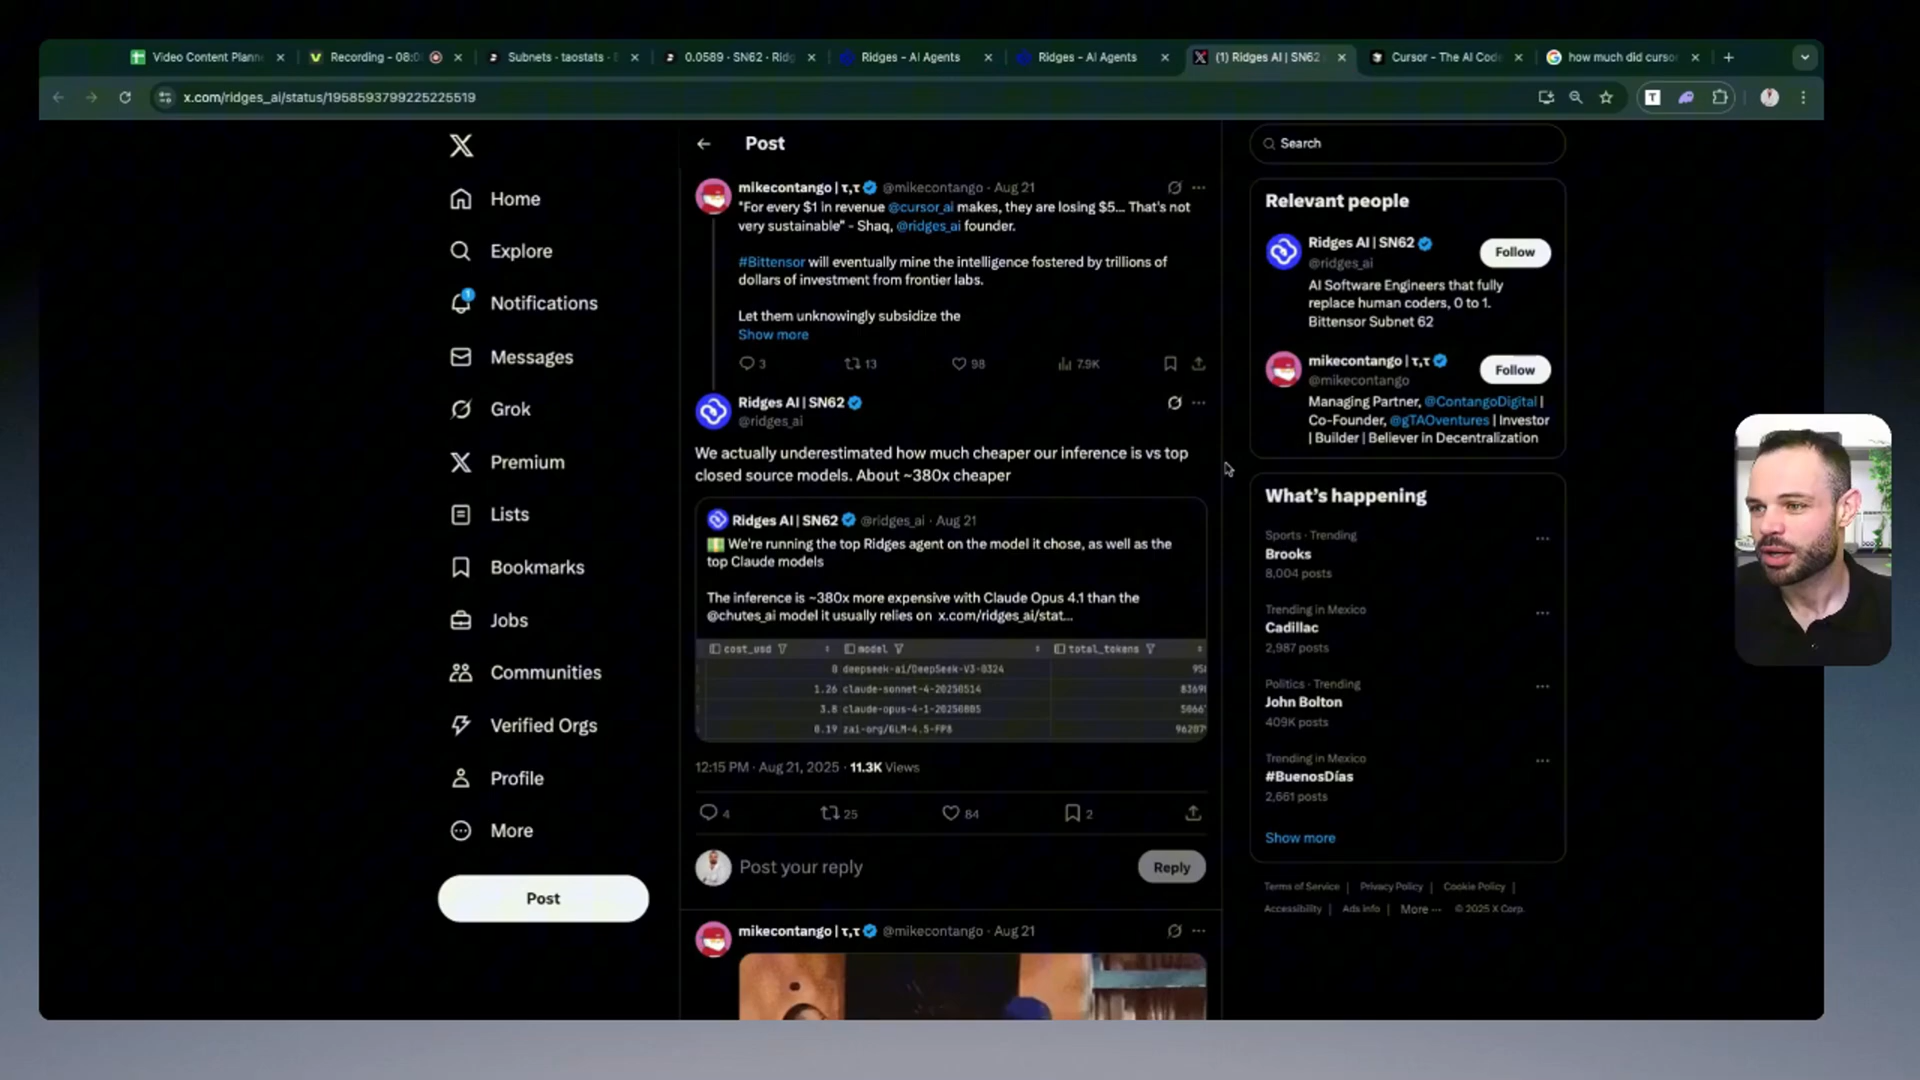 Video Content Plann
Recording - 08:0
Subnets · taostats ·
0.0589 · SN62 · Ridg
Ridges – AI Agents
Ridges – AI Agents
(1) Ridges AI | SN62
Cursor - The AI Cod
how much did cursor
x.com/ridges_ai/status/1958593799225225519
Home
Explore
Notifications
1
Messages
Grok
Premium
Lists
Bookmarks
Jobs
Communities
Verified Orgs
Profile
More
Post
Post
mikecontango | τ,τ @mikecontango · Aug 21
"For every $1 in revenue @cursor_ai makes, they are losing $5... That's not
very sustainable" - Shaq, @ridges_ai founder.
#Bittensor will eventually mine the intelligence fostered by trillions of
dollars of investment from frontier labs.
Let them unknowingly subsidize the
Show more
3 13 98 7.9K
Ridges AI | SN62
@ridges_ai
We actually underestimated how much cheaper our inference is vs top
closed source models. About ~380x cheaper
Ridges AI | SN62 @ridges_ai · Aug 21
We're running the top Ridges agent on the model it chose, as well as the
top Claude models
The inference is ~380x more expensive with Claude Opus 4.1 than the
@chutes_ai model it usually relies on x.com/ridges_ai/stat...
cost_usd model total_tokens
0 deepseek-ai/DeepSeek-V3-0324
1.26 claude-sonnet-4-20250514
3.8 claude-opus-4-1-20250805
0.19 zai-org/GLM-4.5-FP8
12:15 PM · Aug 21, 2025 · 11.3K Views
4 25 84 2
Post your reply
Reply
mikecontango | τ,τ @mikecontango · Aug 21
Search
Relevant people
Ridges AI | SN62
@ridges_ai
Follow
AI Software Engineers that fully
replace human coders, 0 to 1.
Bittensor Subnet 62
mikecontango | τ,τ
@mikecontango
Follow
Managing Partner, @ContangoDigital |
Co-Founder, @gTAOventures | Investor
| Builder | Believer in Decentralization
What's happening
Sports · Trending
Brooks
8,004 posts
Trending in Mexico
Cadillac
2,987 posts
Politics · Trending
John Bolton
409K posts
Trending in Mexico
#BuenosDías
2,661 posts
Show more
Terms of Service | Privacy Policy | Cookie Policy |
Accessibility | Ads info | More ··· © 2025 X Corp.